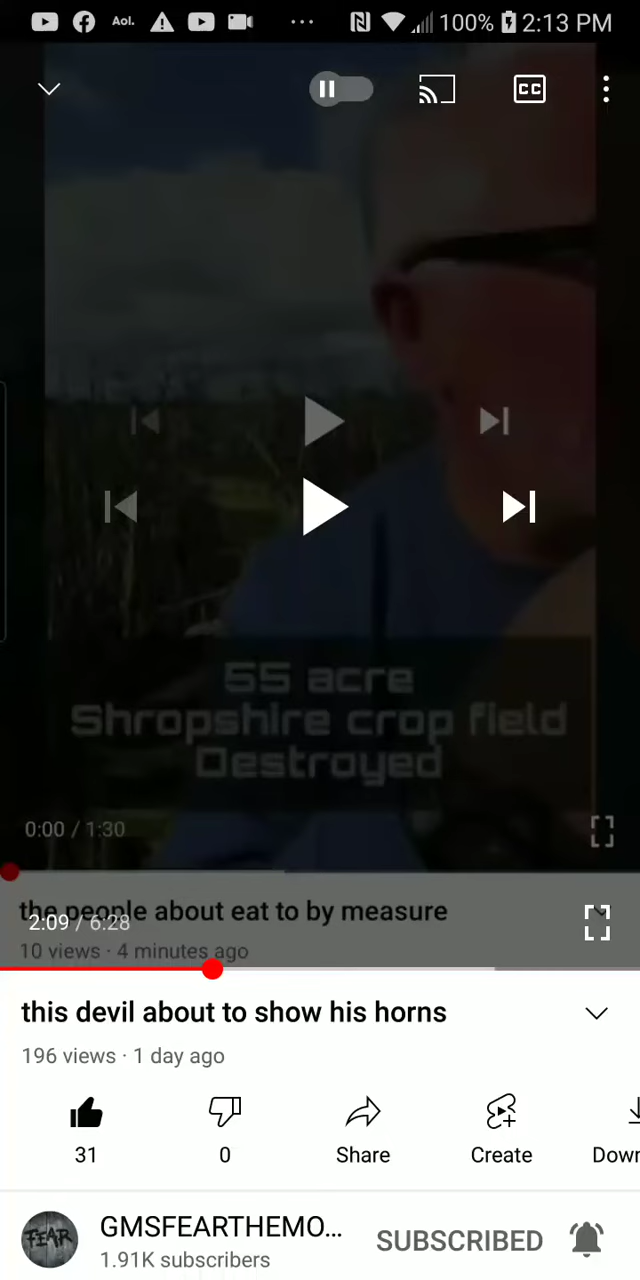 Aol. 100% 2:13 PM
CC
55 acre
Shropshire crop field
Destroyed
0:00 / 1:30
the people about eat to by measure
2:09 / 6:28
10 views · 4 minutes ago
this devil about to show his horns
196 views · 1 day ago
31 0 Share Create Down
FEAR GMSFEARTHEMO... SUBSCRIBED
1.91K subscribers